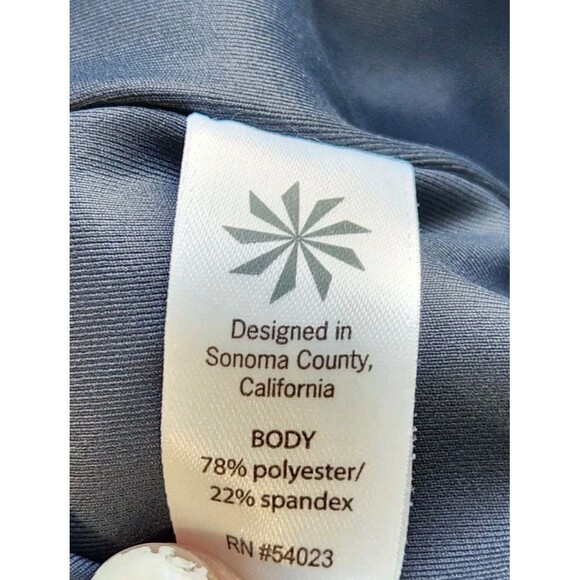 Designed in
Sonoma County,
California
BODY
78% polyester/
22% spandex
RN #54023